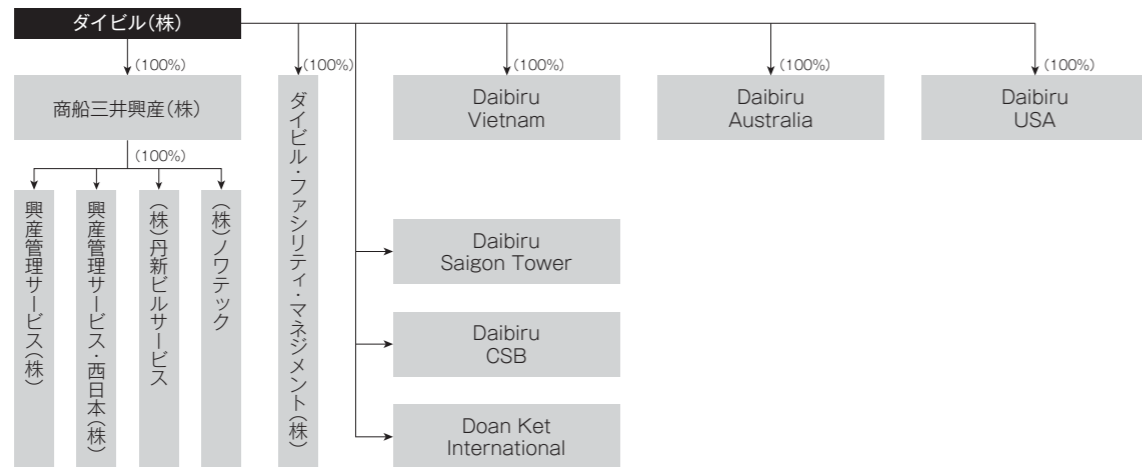 ダイビル(株)
(100%)
(100%)
(100%)
(100%)
(100%)
商船三井興産(株)
ダイビル・ファシリティ・マネジメント(株)
Daibiru
Vietnam
Daibiru
Australia
Daibiru
USA
(100%)
興産管理サービス(株)
興産管理サービス・西日本(株)
(株)丹新ビルサービス
(株)ノワテック
Daibiru
Saigon Tower
Daibiru
CSB
Doan Ket
International